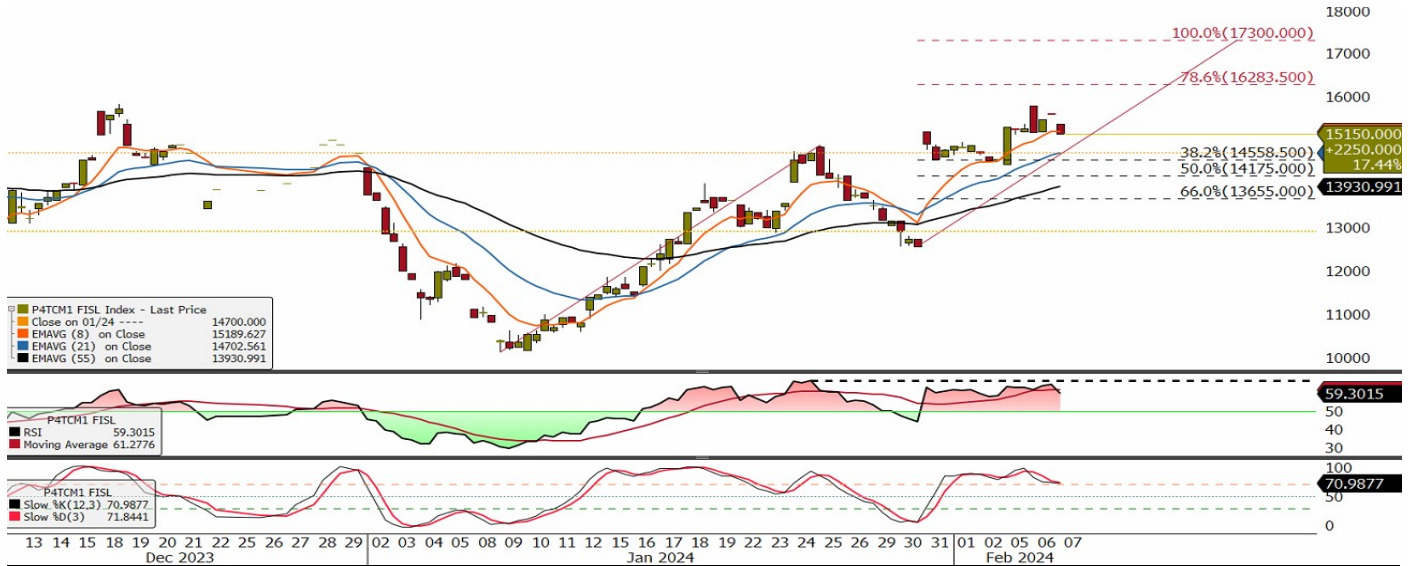 18000
100.0%(17300.000)
17000
78.6%(16283.500)
16000
15150.000
+2250.000
17.44%
38.2%(14558.500)
50.0%(14175.000)
13930.991
66.0%(13655.000)
13000
12000
11000
10000
P4TCM1 FISL Index - Last Price
Close on 01/24 ---- 14700.000
EMAVG (8) on Close 15189.627
EMAVG (21) on Close 14702.561
EMAVG (55) on Close 13930.991
59.3015
50
40
30
P4TCM1 FISL
RSI 59.3015
Moving Average 61.2776
100
70.9877
50
0
P4TCM1 FISL
Slow %K(12,3) 70.9877
Slow %D(3) 71.8441
13 14 15 18 19 20 21 22 26 27 28 29 02 03 04 05 08 09 10 11 12 15 16 17 18 19 22 23 24 25 26 29 30 31 01 02 05 06 07
Dec 2023 Jan 2024 Feb 2024